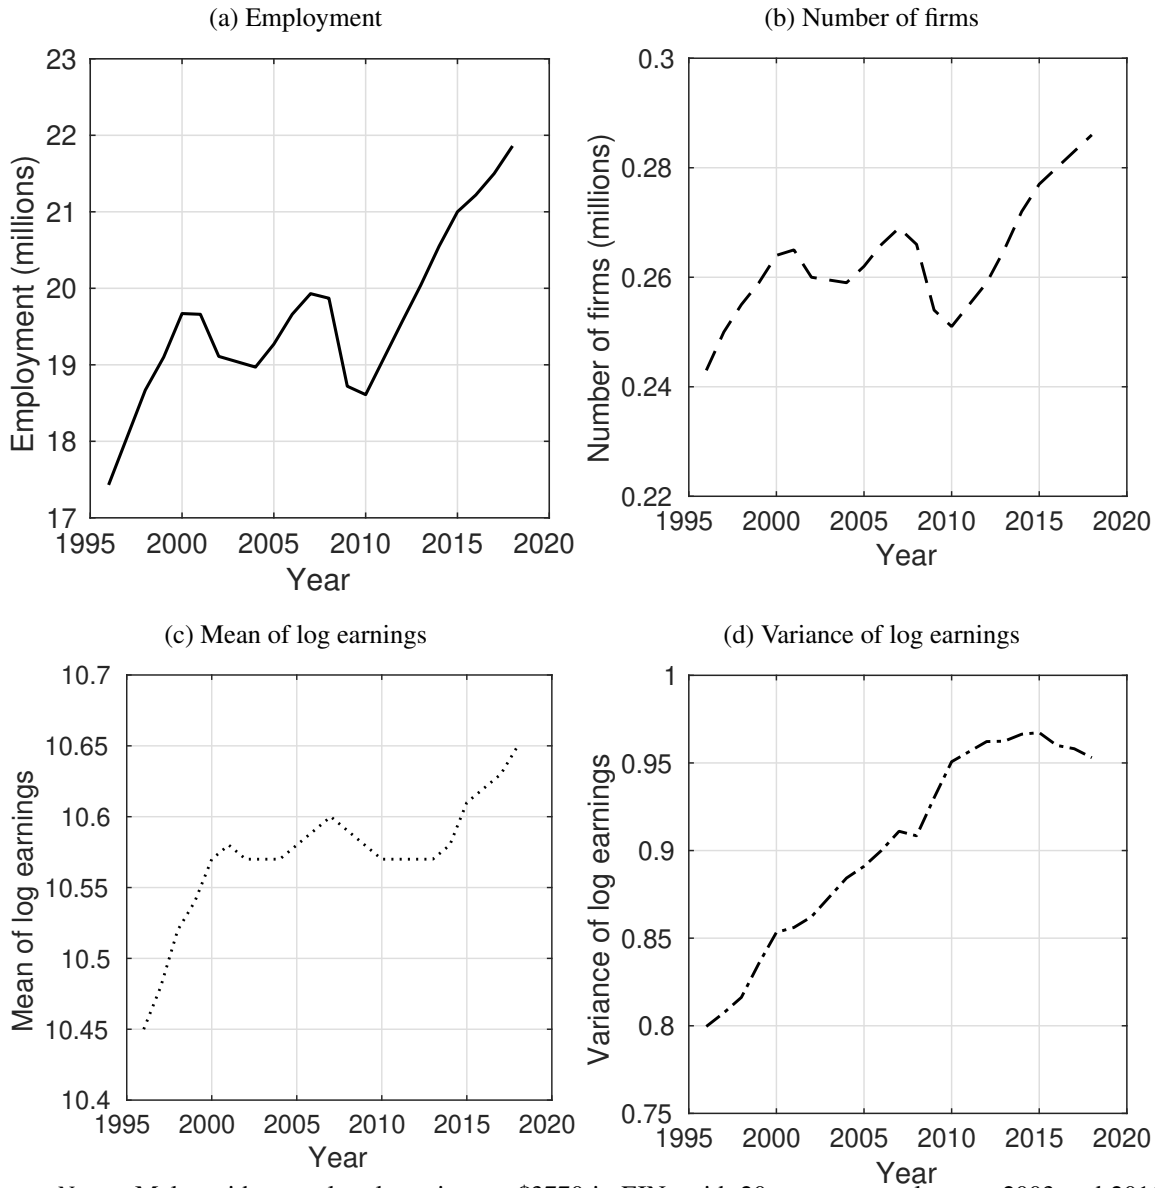 (a) Employment
23
22
21
20
19
18
17
1995 2000 2005 2010 2015 2020
Employment (millions)
Year
(b) Number of firms
0.3
0.28
0.26
0.24
0.22
1995 2000 2005 2010 2015 2020
Number of firms (millions)
Year
(c) Mean of log earnings
10.7
10.65
10.6
10.55
10.5
10.45
10.4
1995 2000 2005 2010 2015 2020
Mean of log earnings
Year
(d) Variance of log earnings
1
0.95
0.9
0.85
0.8
0.75
1995 2000 2005 2010 2015 2020
Variance of log earnings
Year